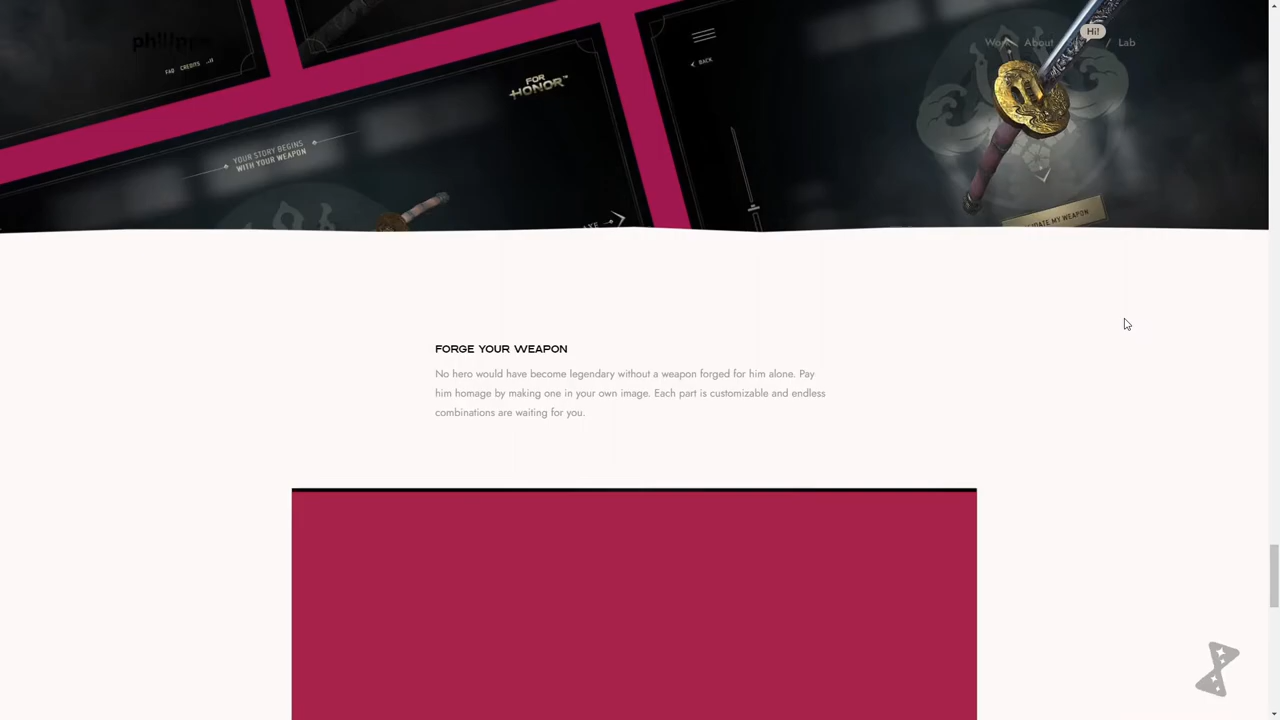 philippe
Work / About
Hi!
/ Lab
FAQ CREDITS
FOR
HONOR™
BACK
YOUR STORY BEGINS
WITH YOUR WEAPON
MY WEAPON
FORGE YOUR WEAPON
No hero would have become legendary without a weapon forged for him alone. Pay
him homage by making one in your own image. Each part is customizable and endless
combinations are waiting for you.